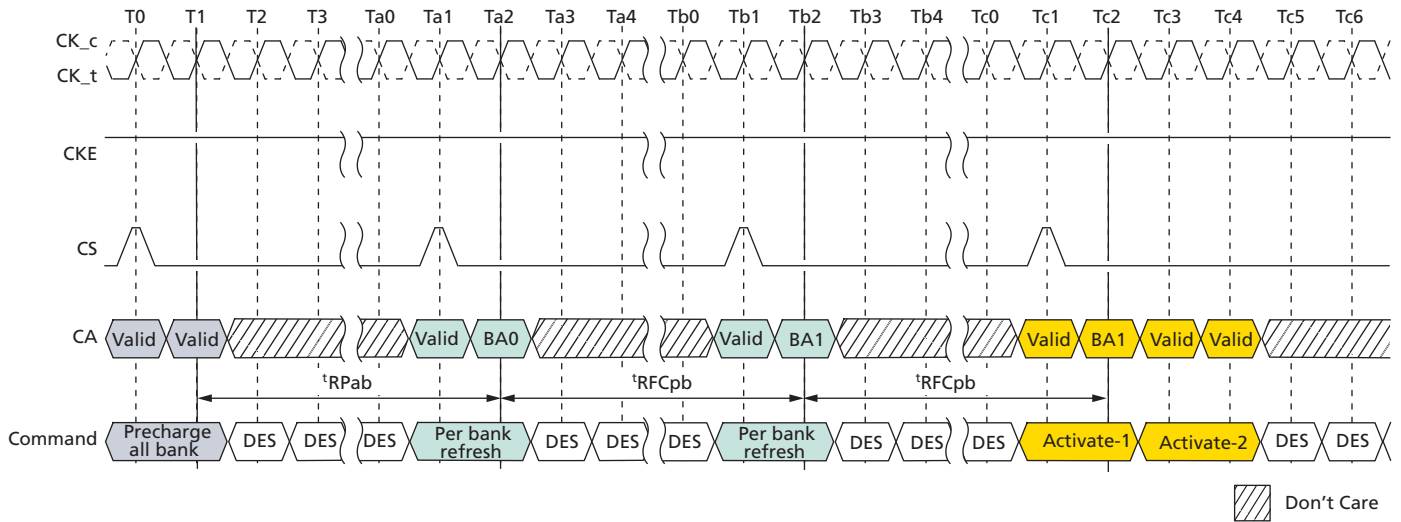 T0 T1 T2 T3 Ta0 Ta1 Ta2 Ta3 Ta4 Tb0 Tb1 Tb2 Tb3 Tb4 Tc0 Tc1 Tc2 Tc3 Tc4 Tc5 Tc6
CK_c
CK_t
CKE
CS
CA Valid Valid Valid BA0 Valid BA1 Valid BA1 Valid Valid
tRPab tRFCpb tRFCpb
Command Precharge all bank DES DES DES Per bank refresh DES DES DES Per bank refresh DES DES DES Activate-1 Activate-2 DES DES
Don't Care